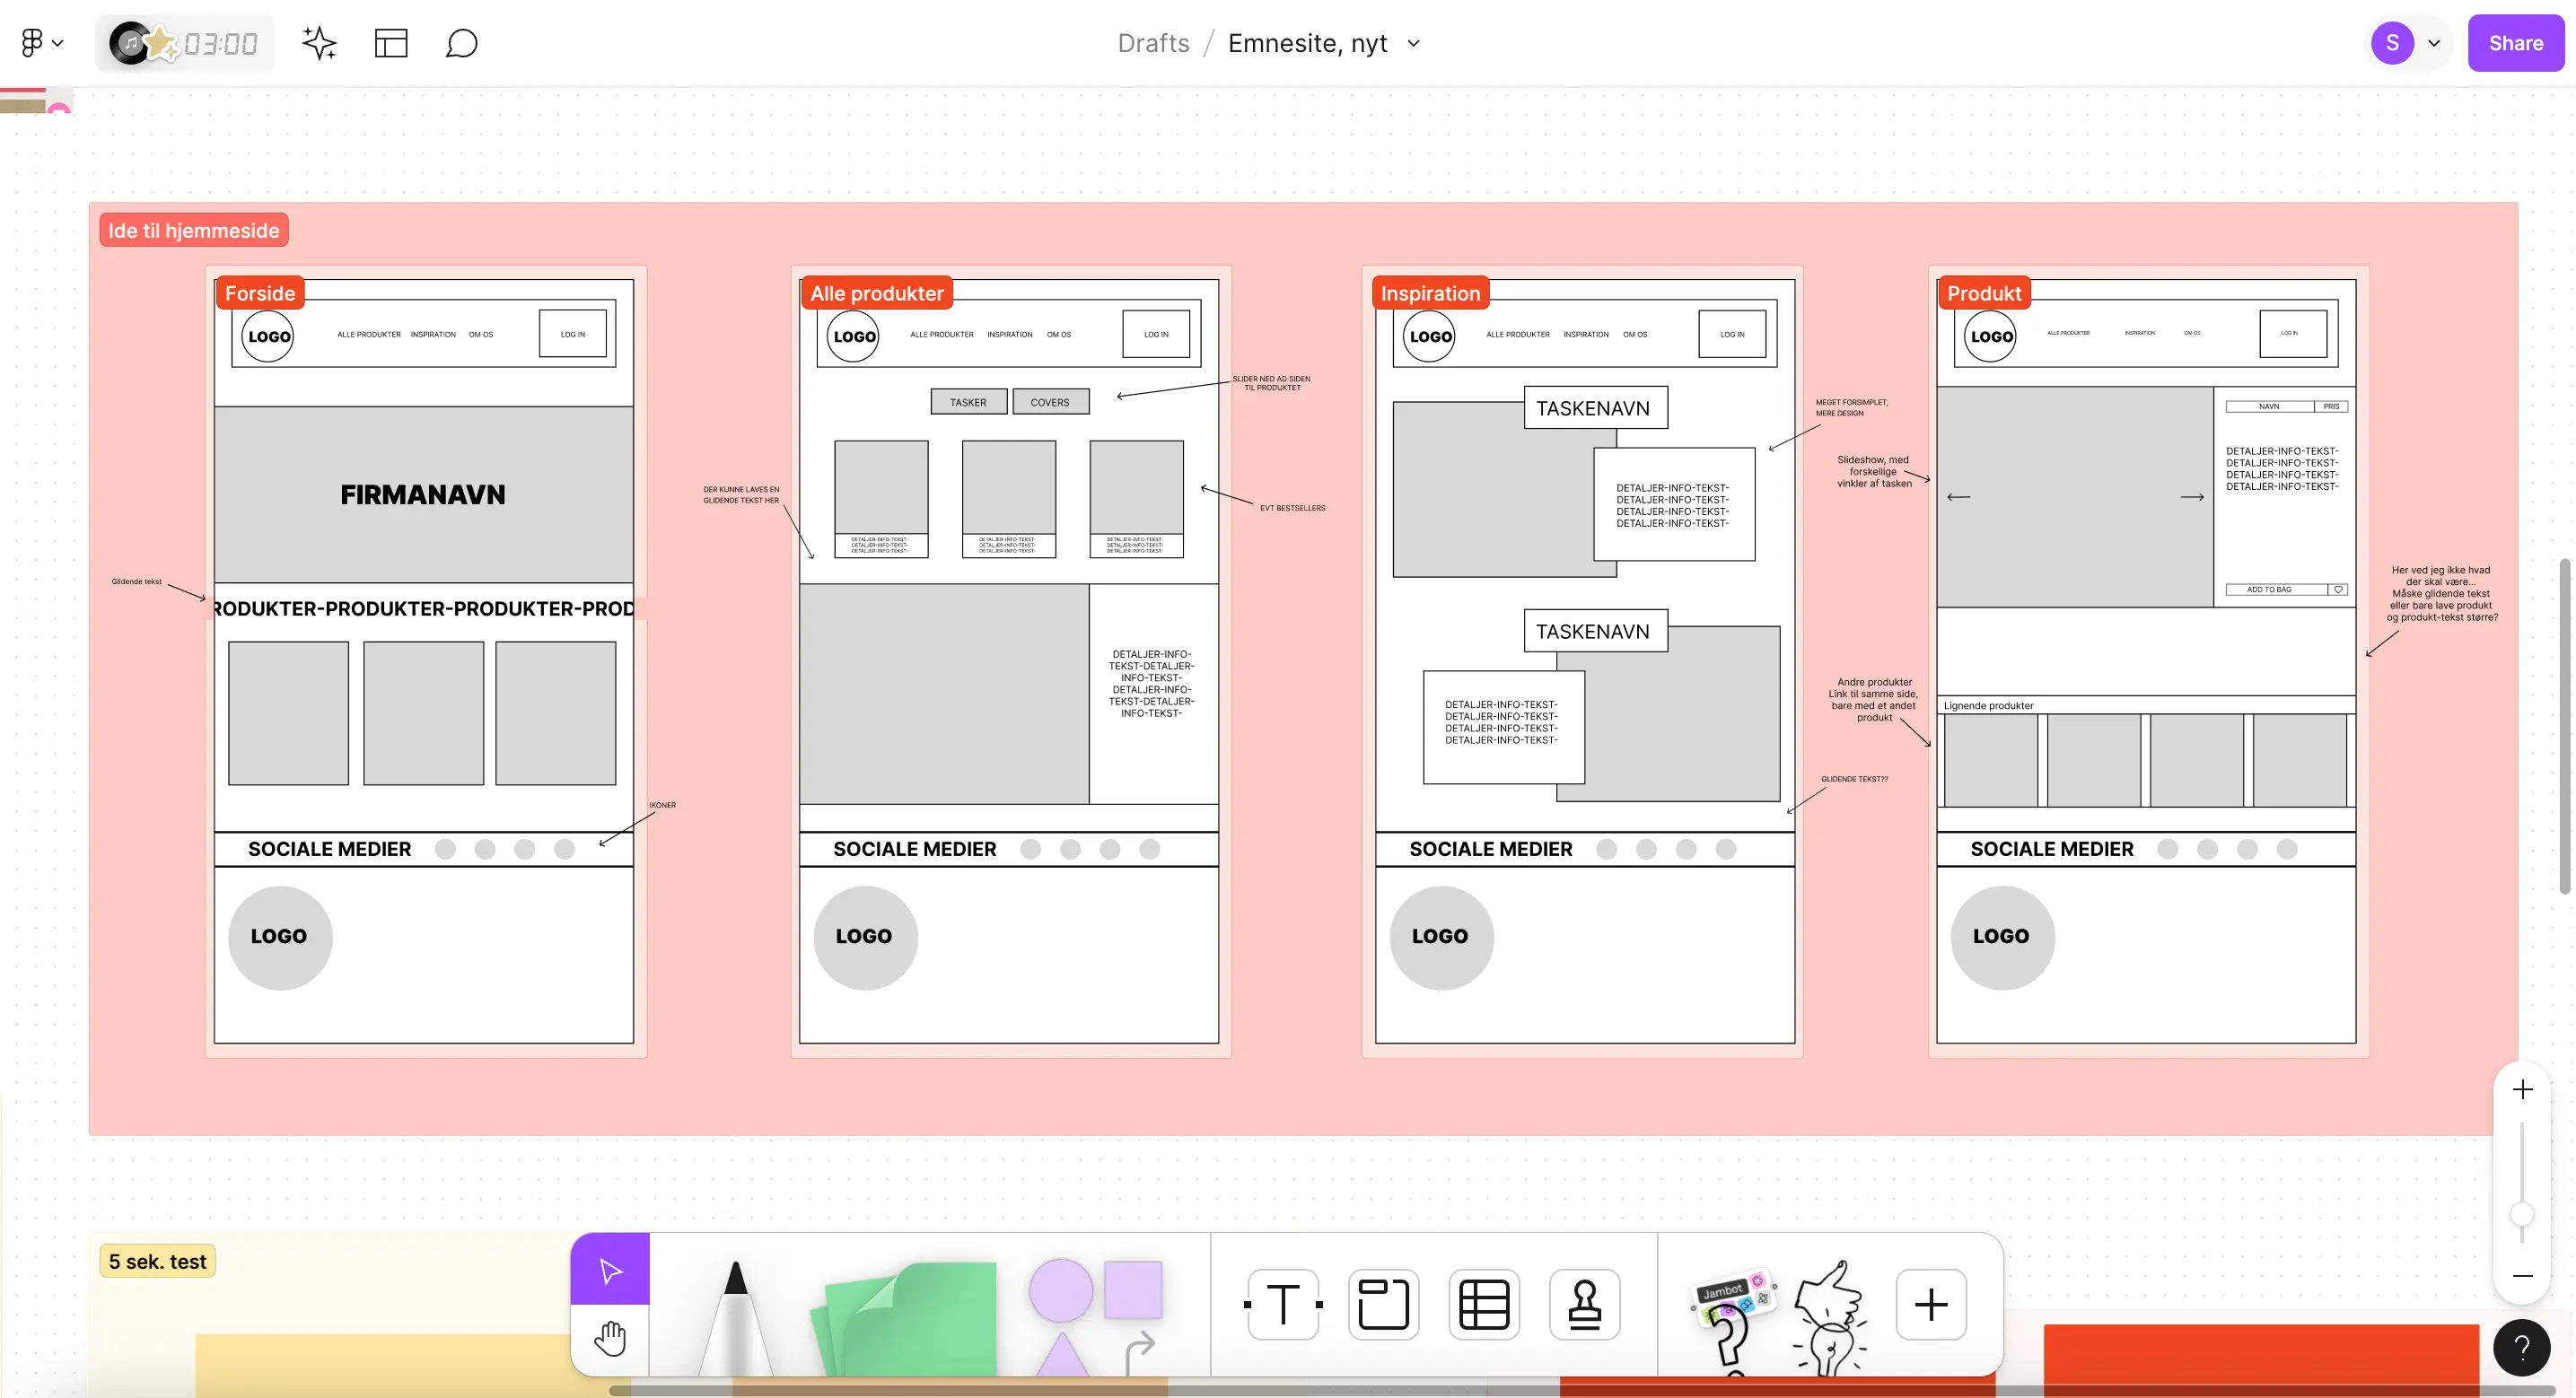 03:00
Drafts / Emnesite, nyt
S
Share
Ide til hjemmeside
Forside
LOGO
ALLE PRODUKTER INSPIRATION OM OS
LOG IN
FIRMANAVN
Glidende tekst
RODUKTER-PRODUKTER-PRODUKTER-PROD
IKONER
SOCIALE MEDIER
LOGO
Alle produkter
LOGO
ALLE PRODUKTER INSPIRATION OM OS
LOG IN
SLIDER NED AD SIDEN
TIL PRODUKTET
TASKER
COVERS
DER KUNNE LAVES EN
GLIDENDE TEKST HER
EVT BESTSELLERS
DETALJER-INFO-TEKST-
DETALJER-INFO-TEKST-
DETALJER-INFO-TEKST-
DETALJER-INFO-TEKST-
DETALJER-INFO-TEKST-
DETALJER-INFO-TEKST-
DETALJER-INFO-TEKST-
DETALJER-INFO-TEKST-
DETALJER-INFO-TEKST-
DETALJER-INFO-
TEKST-DETALJER-
INFO-TEKST-
DETALJER-INFO-
TEKST-DETALJER-
INFO-TEKST-
SOCIALE MEDIER
LOGO
Inspiration
LOGO
ALLE PRODUKTER INSPIRATION OM OS
LOG IN
TASKENAVN
MEGET FORSIMPLET,
MERE DESIGN
DETALJER-INFO-TEKST-
DETALJER-INFO-TEKST-
DETALJER-INFO-TEKST-
DETALJER-INFO-TEKST-
TASKENAVN
DETALJER-INFO-TEKST-
DETALJER-INFO-TEKST-
DETALJER-INFO-TEKST-
DETALJER-INFO-TEKST-
GLIDENDE TEKST??
SOCIALE MEDIER
LOGO
Produkt
LOGO
ALLE PRODUKTER INSPIRATION OM OS
LOG IN
NAVN
PRIS
Slideshow, med
forskellige
vinkler af tasken
DETALJER-INFO-TEKST-
DETALJER-INFO-TEKST-
DETALJER-INFO-TEKST-
DETALJER-INFO-TEKST-
ADD TO BAG
Her ved jeg ikke hvad
der skal være...
Måske glidende tekst
eller bare lave produkt
og produkt-tekst større?
Andre produkter
Link til samme side,
bare med et andet
produkt
Lignende produkter
SOCIALE MEDIER
LOGO
5 sek. test
Jambot